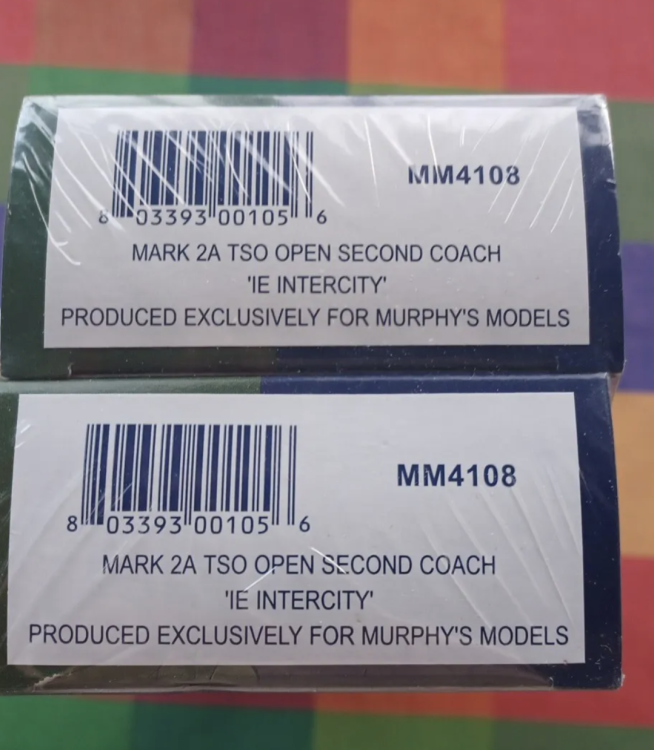 MM4108
8 03393 00105 6
MARK 2A TSO OPEN SECOND COACH
'IE INTERCITY'
PRODUCED EXCLUSIVELY FOR MURPHY'S MODELS
MM4108
8 03393 00105 6
MARK 2A TSO OPEN SECOND COACH
'IE INTERCITY'
PRODUCED EXCLUSIVELY FOR MURPHY'S MODELS